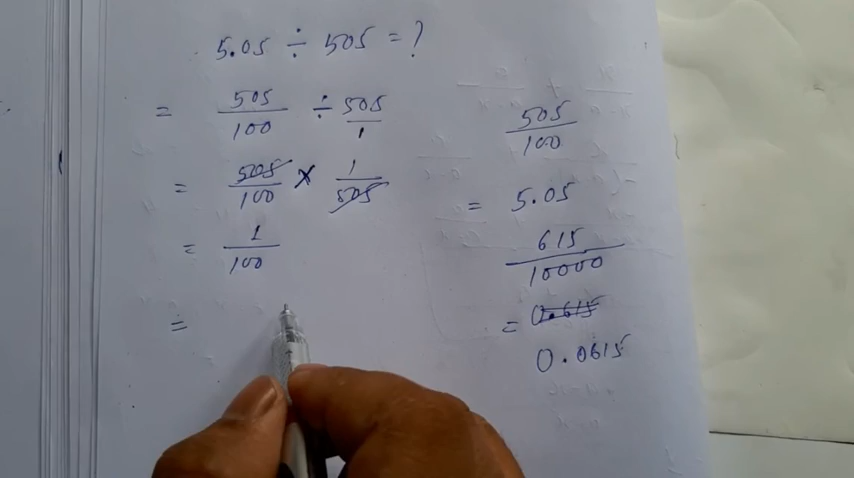 5.05 ÷ 505 = ?
= 505/100 ÷ 505/1
= 505/100 × 1/505
= 1/100
=
505/100
= 5.05
615/10000
= 0.615
0.0615